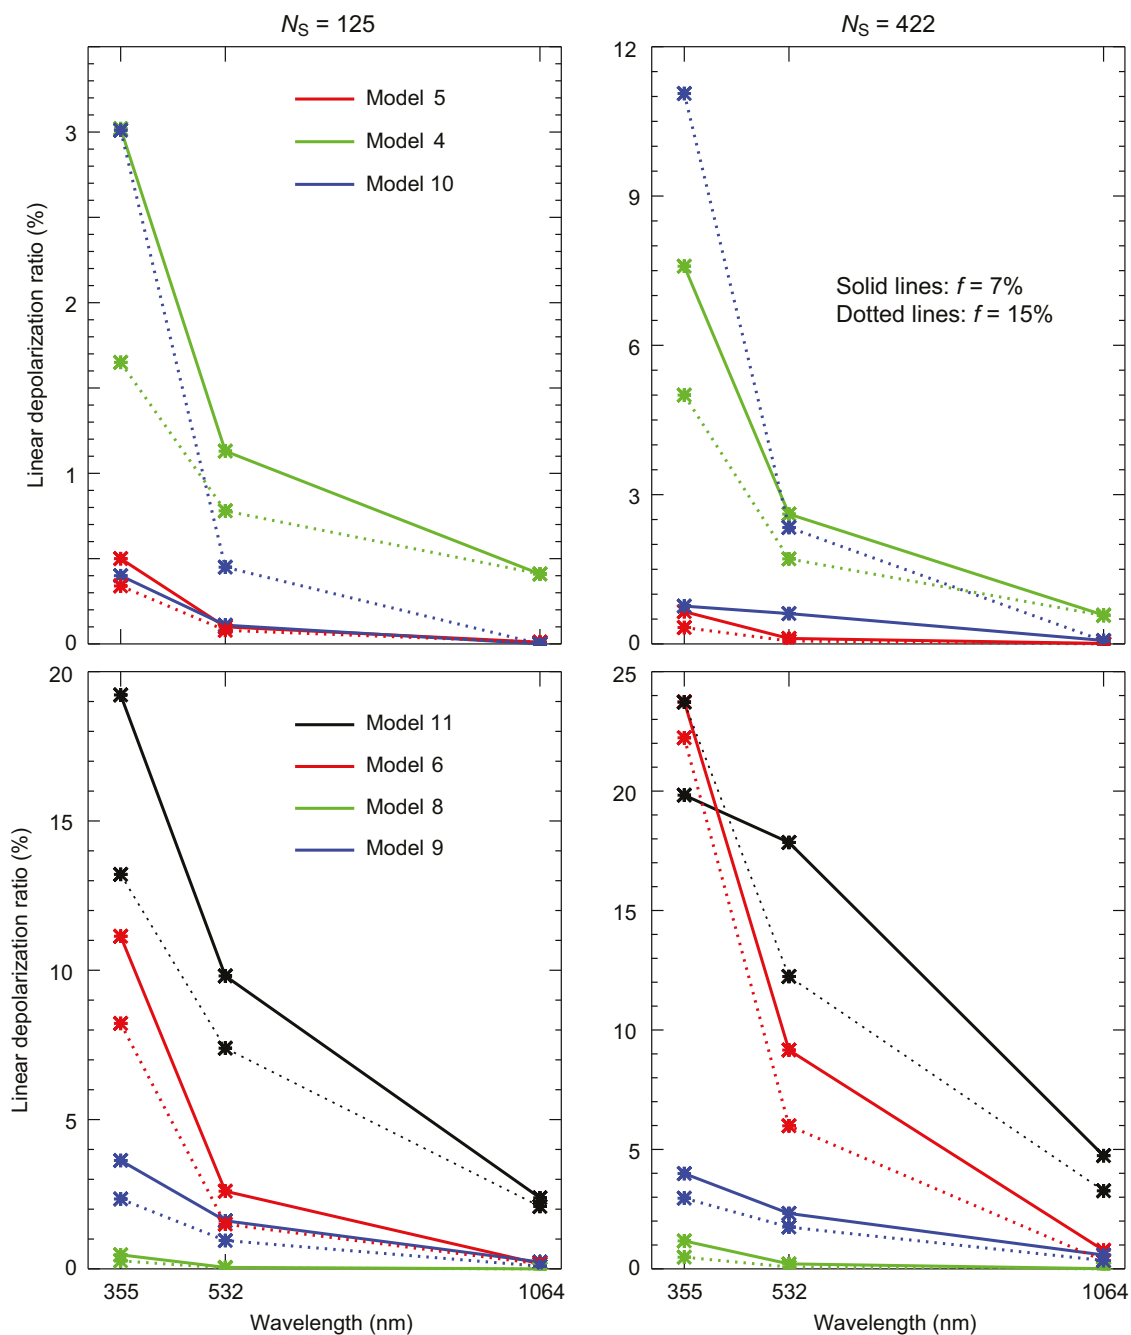 N_S = 125
N_S = 422
Linear depolarization ratio (%)
3
2
1
0
Model 5
Model 4
Model 10
12
9
6
3
0
Solid lines: f = 7%
Dotted lines: f = 15%
Linear depolarization ratio (%)
20
15
10
5
0
Model 11
Model 6
Model 8
Model 9
25
20
15
10
5
0
355 532 1064
355 532 1064
Wavelength (nm)
Wavelength (nm)